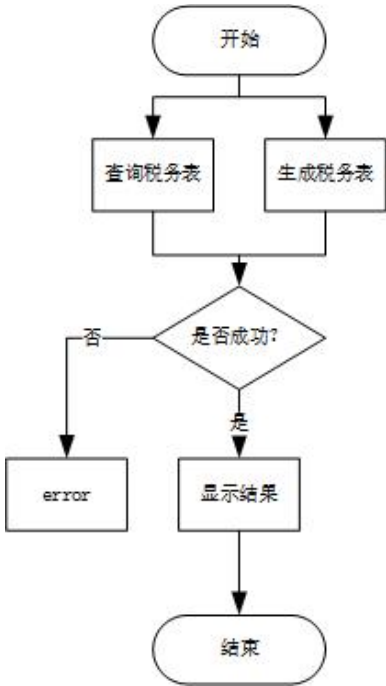 开始
查询税务表
生成税务表
是否成功?
否
是
error
显示结果
结束